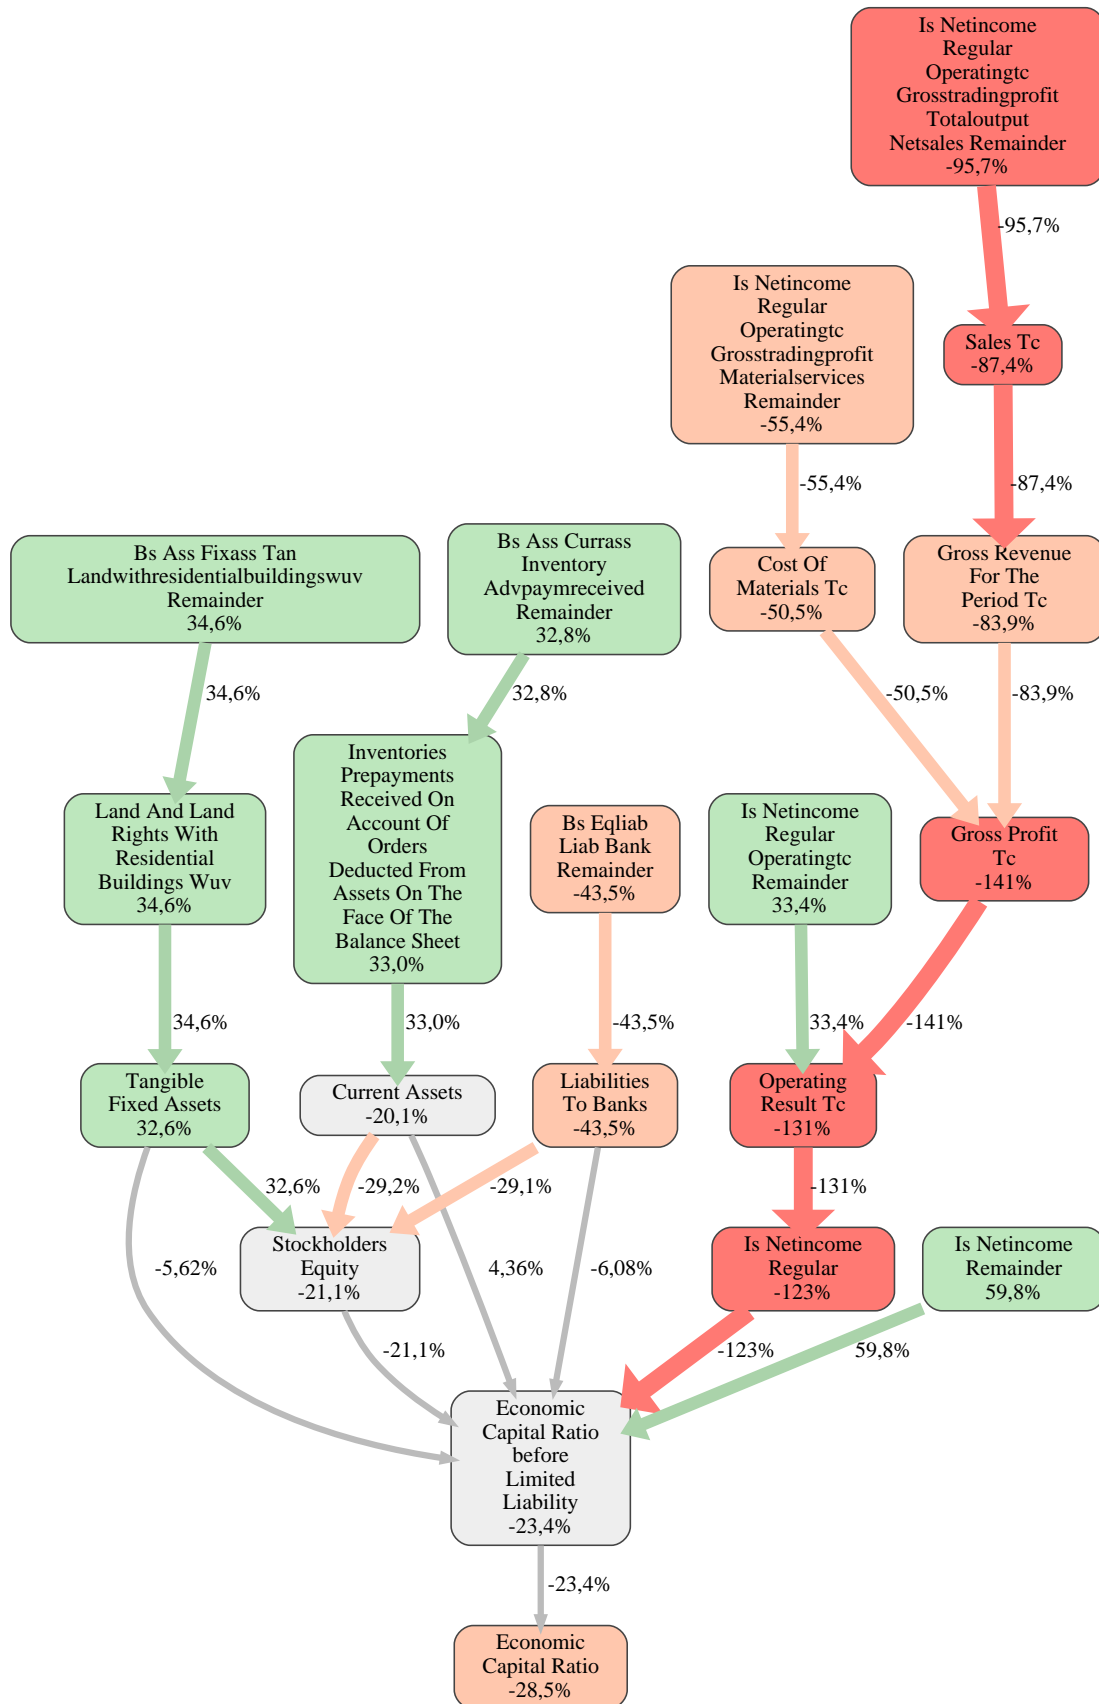 Is Netincome
Regular
Operatingtc
Grosstradingprofit
Totaloutput
Netsales Remainder
-95,7%
-95,7%
Is Netincome
Regular
Operatingtc
Grosstradingprofit
Materialservices
Remainder
-55,4%
Sales Tc
-87,4%
-55,4%
-87,4%
Bs Ass Fixass Tan
Landwithresidentialbuildingswuv
Remainder
34,6%
Bs Ass Currass
Inventory
Advpaymreceived
Remainder
32,8%
Cost Of
Materials Tc
-50,5%
Gross Revenue
For The
Period Tc
-83,9%
34,6%
32,8%
-50,5%
-83,9%
Land And Land
Rights With
Residential
Buildings Wuv
34,6%
Inventories
Prepayments
Received On
Account Of
Orders
Deducted From
Assets On The
Face Of The
Balance Sheet
33,0%
Bs Eqliab
Liab Bank
Remainder
-43,5%
Is Netincome
Regular
Operatingtc
Remainder
33,4%
Gross Profit
Tc
-141%
34,6%
33,0%
-43,5%
33,4%
-141%
Tangible
Fixed Assets
32,6%
Current Assets
-20,1%
Liabilities
To Banks
-43,5%
Operating
Result Tc
-131%
32,6%
-29,2%
-29,1%
-131%
Stockholders
Equity
-21,1%
Is Netincome
Regular
-123%
Is Netincome
Remainder
59,8%
-5,62%
4,36%
-6,08%
-21,1%
-123%
59,8%
Economic
Capital Ratio
before
Limited
Liability
-23,4%
-23,4%
Economic
Capital Ratio
-28,5%